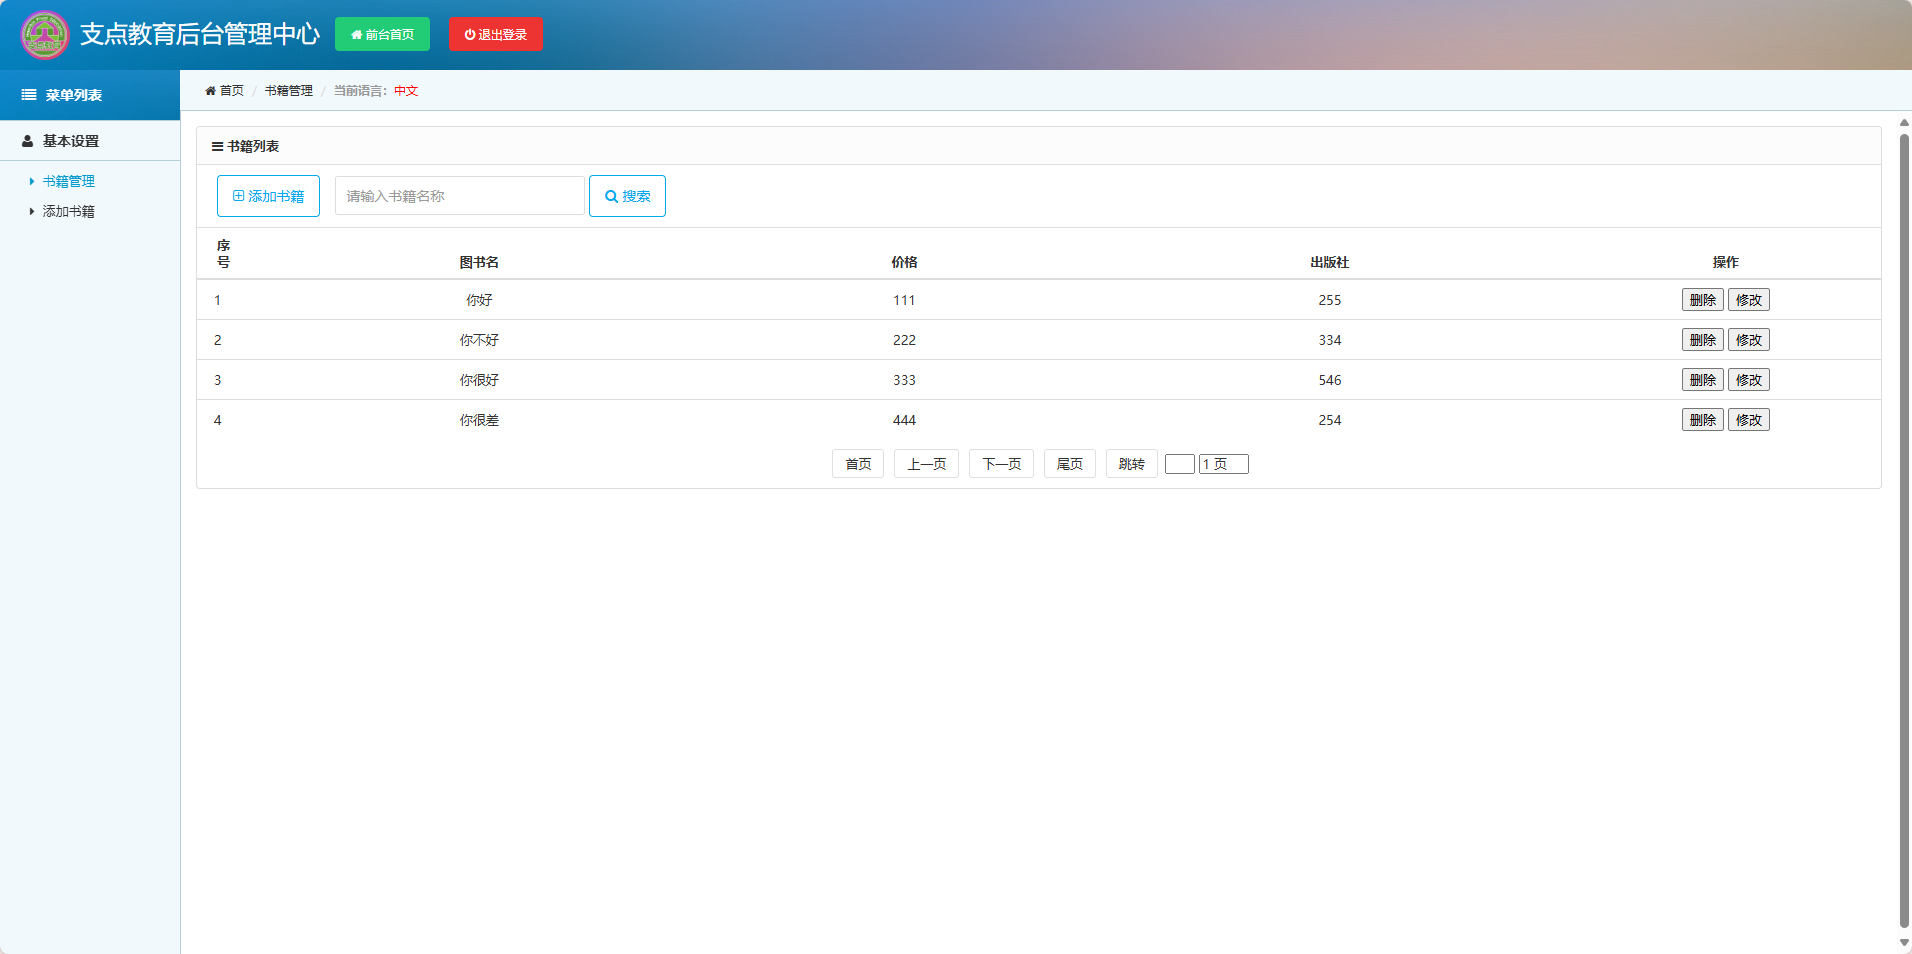 支点教育后台管理中心 前台首页 退出登录
菜单列表
首页 / 书籍管理 / 当前语言：中文
基本设置
书籍管理
添加书籍
书籍列表
添加书籍 请输入书籍名称 搜索
序号 图书名 价格 出版社 操作
1 你好 111 255 删除 修改
2 你不好 222 334 删除 修改
3 你很好 333 546 删除 修改
4 你很差 444 254 删除 修改
首页 上一页 下一页 尾页 跳转 1 页